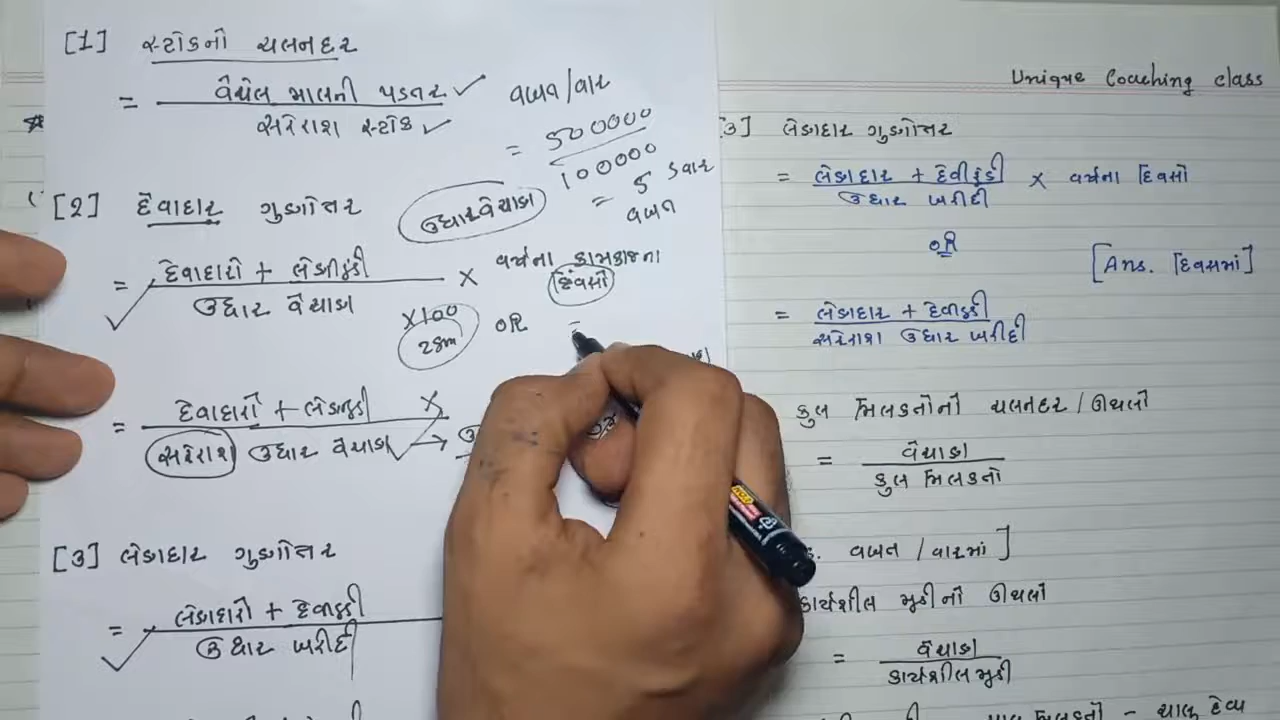 [1] સ્ટોકનો ચલનદર
= વેચેલ માલની પડતર
સરેરાશ સ્ટોક
વખત/વાર
= 500000
100000
= 5 વાર
વખત
[2] દેવાદાર ગુણોત્તર
ઉધારવેચાણ
= દેવાદારો + લેણીહૂંડી × વર્ષના કામકાજના
ઉધાર વેચાણ
દિવસો
×100
OR
=
= દેવાદારો + લેણીહૂંડી ×
સરેરાશ ઉધાર વેચાણ →
[3] લેણદાર ગુણોત્તર
= લેણદારો + દેવીહૂંડી
ઉધાર ખરીદી
Unique Coaching Class
3] લેણદાર ગુણોત્તર
= લેણદાર + દેવીહૂંડી × વર્ષના દિવસો
ઉધાર ખરીદી
OR
[Ans. દિવસમાં]
= લેણદાર + દેવીહૂંડી
સરેરાશ ઉધાર ખરીદી
કુલ મિલકતોનો ચલનદર / ઊથલો
= વેચાણ
કુલ મિલકતો
વખત / વારમાં ]
કાર્યશીલ મૂડીનો ઊથલો
= વેચાણ
કાર્યશીલ મૂડી
મિલકતો - ચાલુ દેવા